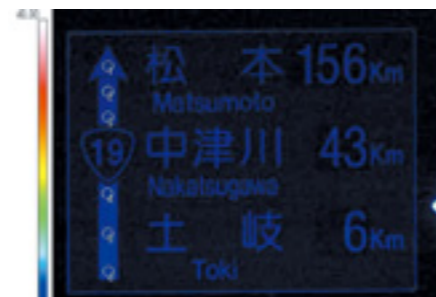 松 本 156Km
Matsumoto
19
中津川 43Km
Nakatsugawa
土 岐 6Km
Toki